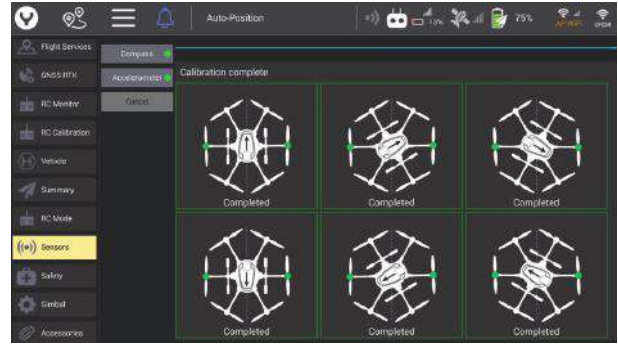 Auto-Position
13%
75%
Flight Services
GNSS RTK
RC Monitor
RC Calibration
Vehicle
Summary
RC Mode
Sensors
Safety
Gimbal
Accessories
Compass
Accelerometer
Cancel
Calibration complete
Completed
Completed
Completed
Completed
Completed
Completed